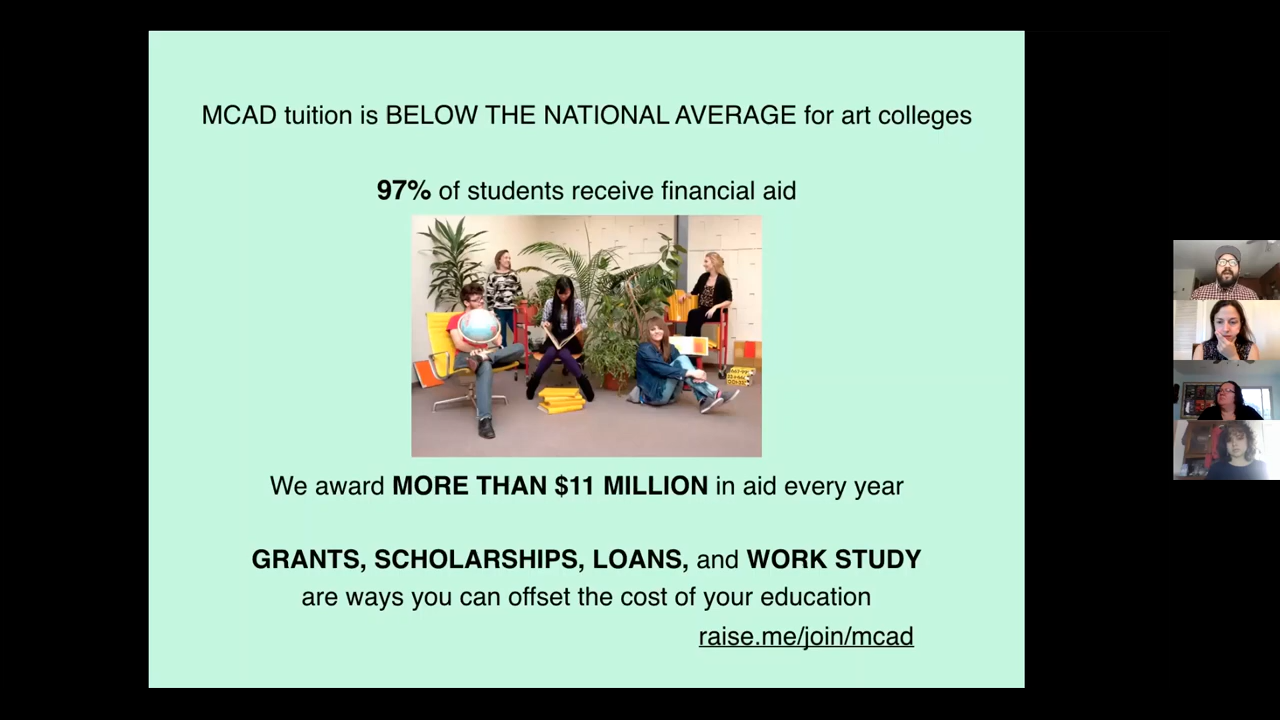 MCAD tuition is BELOW THE NATIONAL AVERAGE for art colleges
97% of students receive financial aid
We award MORE THAN $11 MILLION in aid every year
GRANTS, SCHOLARSHIPS, LOANS, and WORK STUDY
are ways you can offset the cost of your education
raise.me/join/mcad